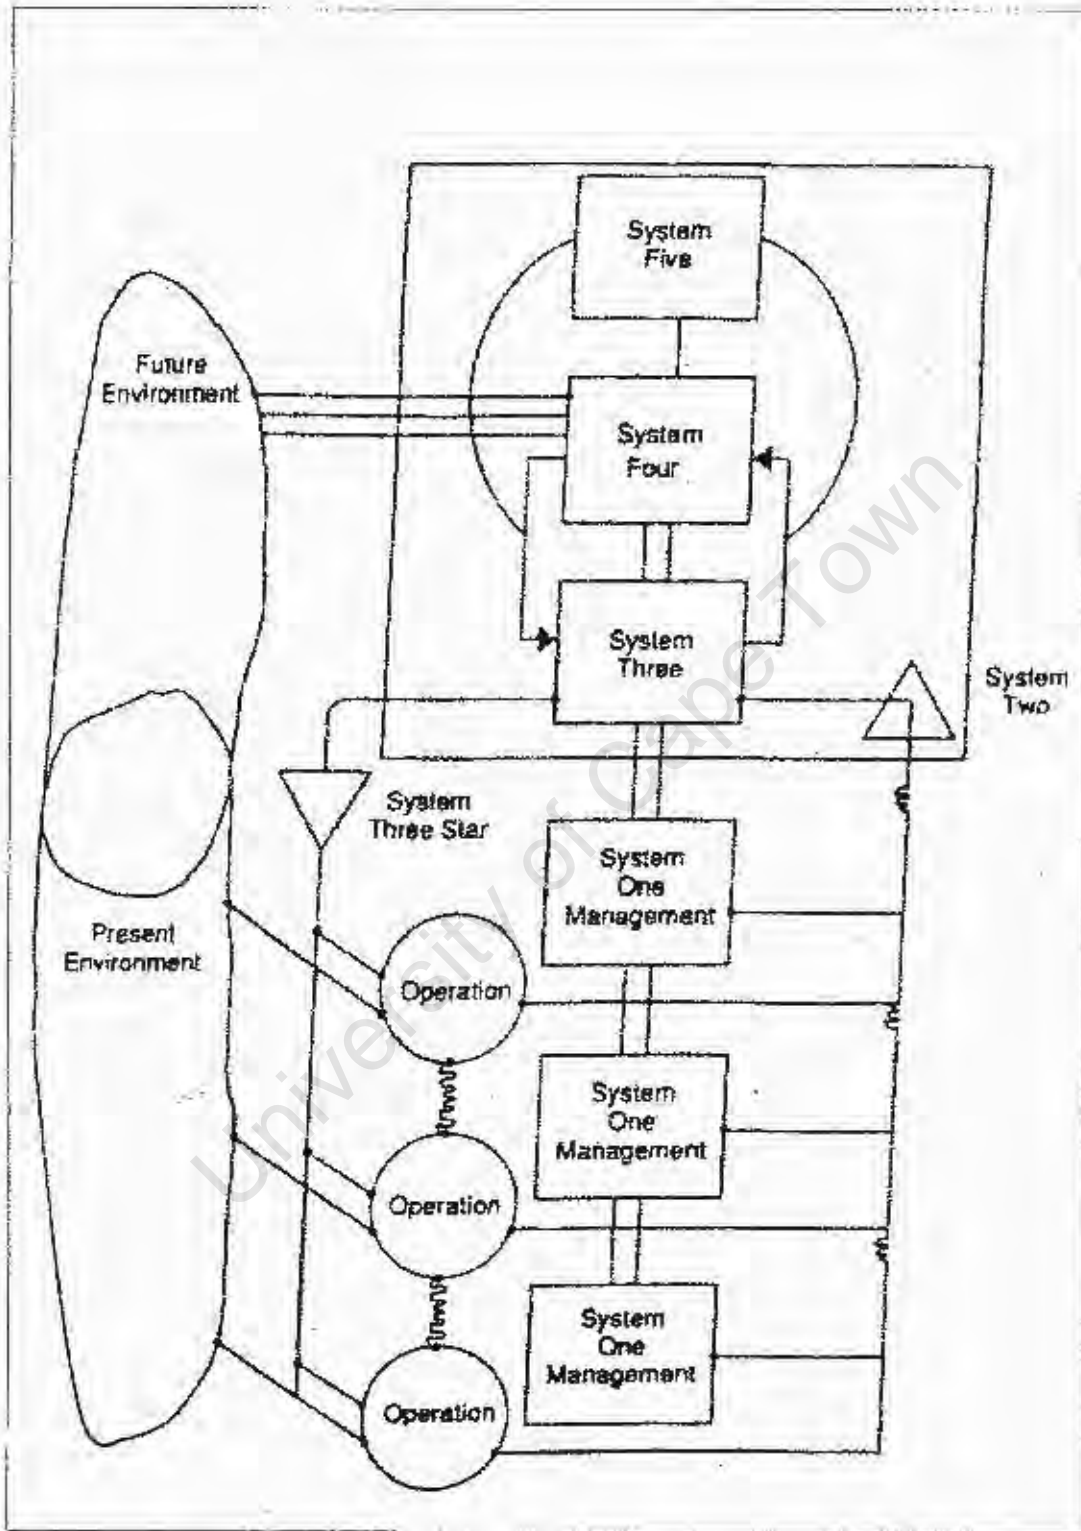 System
Five
Future
Environment
System
Four
System
Three
System
Two
System
Three Star
System
One
Management
Present
Environment
Operation
System
One
Management
Operation
System
One
Management
Operation
University of Cape Town